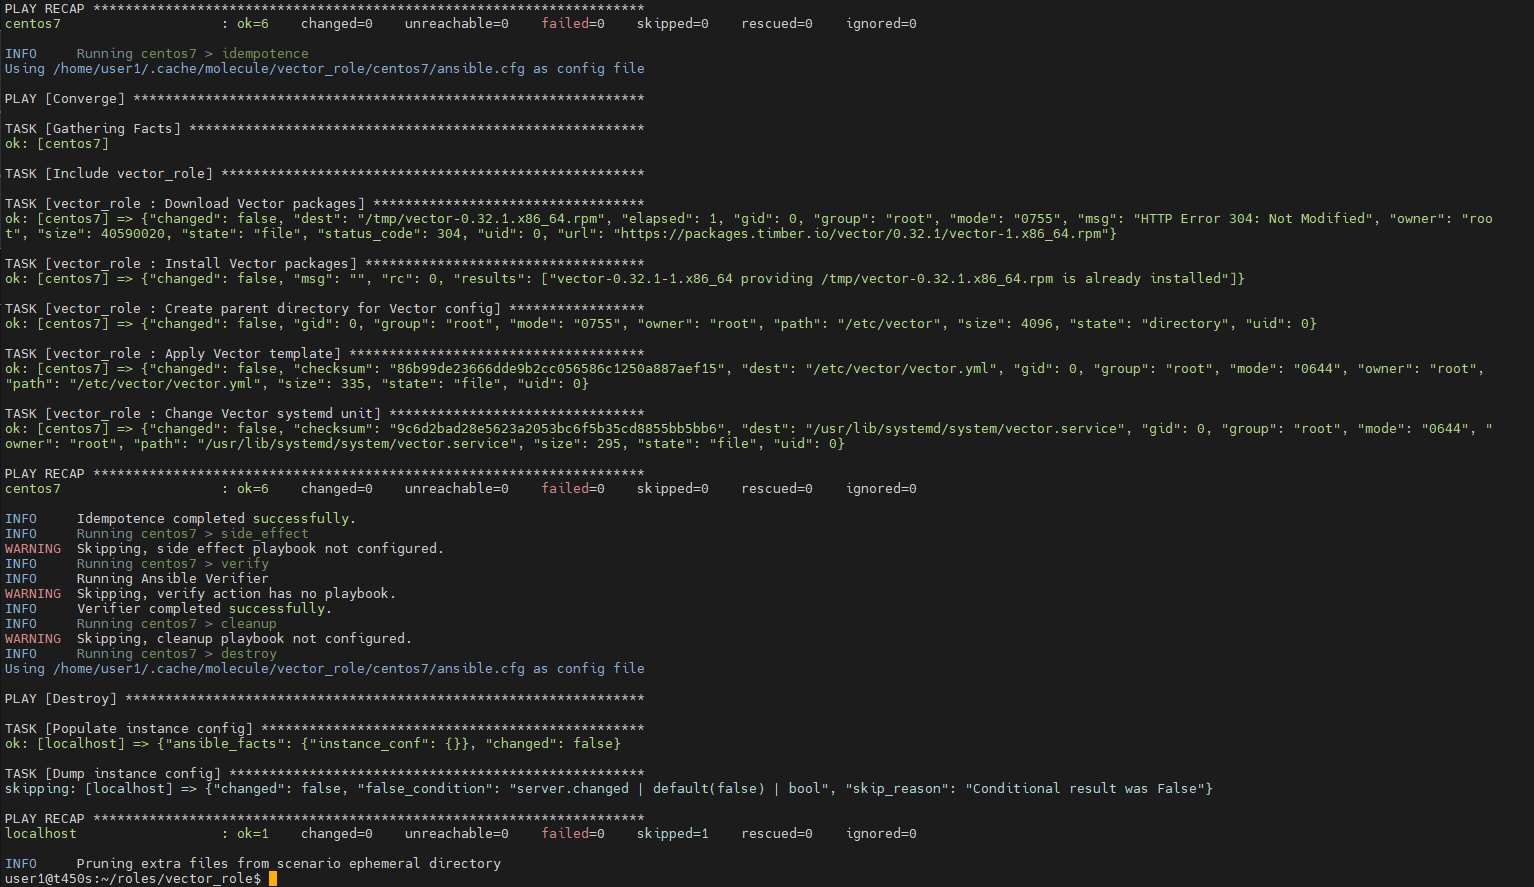 PLAY RECAP *********************************************************************
centos7                    : ok=6    changed=0    unreachable=0    failed=0    skipped=0    rescued=0    ignored=0
INFO     Running centos7 > idempotence
Using /home/user1/.cache/molecule/vector_role/centos7/ansible.cfg as config file
PLAY [Converge] ****************************************************************
TASK [Gathering Facts] *********************************************************
ok: [centos7]
TASK [Include vector_role] *****************************************************
TASK [vector_role : Download Vector packages] **********************************
ok: [centos7] => {"changed": false, "dest": "/tmp/vector-0.32.1.x86_64.rpm", "elapsed": 1, "gid": 0, "group": "root", "mode": "0755", "msg": "HTTP Error 304: Not Modified", "owner": "roo
t", "size": 40590020, "state": "file", "status_code": 304, "uid": 0, "url": "https://packages.timber.io/vector/0.32.1/vector-1.x86_64.rpm"}
TASK [vector_role : Install Vector packages] ***********************************
ok: [centos7] => {"changed": false, "msg": "", "rc": 0, "results": ["vector-0.32.1-1.x86_64 providing /tmp/vector-0.32.1.x86_64.rpm is already installed"]}
TASK [vector_role : Create parent directory for Vector config] *****************
ok: [centos7] => {"changed": false, "gid": 0, "group": "root", "mode": "0755", "owner": "root", "path": "/etc/vector", "size": 4096, "state": "directory", "uid": 0}
TASK [vector_role : Apply Vector template] *************************************
ok: [centos7] => {"changed": false, "checksum": "86b99de23666dde9b2cc056586c1250a887aef15", "dest": "/etc/vector/vector.yml", "gid": 0, "group": "root", "mode": "0644", "owner": "root",
"path": "/etc/vector/vector.yml", "size": 335, "state": "file", "uid": 0}
TASK [vector_role : Change Vector systemd unit] ********************************
ok: [centos7] => {"changed": false, "checksum": "9c6d2bad28e5623a2053bc6f5b35cd8855bb5bb6", "dest": "/usr/lib/systemd/system/vector.service", "gid": 0, "group": "root", "mode": "0644", "
owner": "root", "path": "/usr/lib/systemd/system/vector.service", "size": 295, "state": "file", "uid": 0}
PLAY RECAP *********************************************************************
centos7                    : ok=6    changed=0    unreachable=0    failed=0    skipped=0    rescued=0    ignored=0
INFO     Idempotence completed successfully.
INFO     Running centos7 > side_effect
WARNING  Skipping, side effect playbook not configured.
INFO     Running centos7 > verify
INFO     Running Ansible Verifier
WARNING  Skipping, verify action has no playbook.
INFO     Verifier completed successfully.
INFO     Running centos7 > cleanup
WARNING  Skipping, cleanup playbook not configured.
INFO     Running centos7 > destroy
Using /home/user1/.cache/molecule/vector_role/centos7/ansible.cfg as config file
PLAY [Destroy] *****************************************************************
TASK [Populate instance config] ************************************************
ok: [localhost] => {"ansible_facts": {"instance_conf": {}}, "changed": false}
TASK [Dump instance config] ****************************************************
skipping: [localhost] => {"changed": false, "false_condition": "server.changed | default(false) | bool", "skip_reason": "Conditional result was False"}
PLAY RECAP *********************************************************************
localhost                  : ok=1    changed=0    unreachable=0    failed=0    skipped=1    rescued=0    ignored=0
INFO     Pruning extra files from scenario ephemeral directory
user1@t450s:~/roles/vector_role$